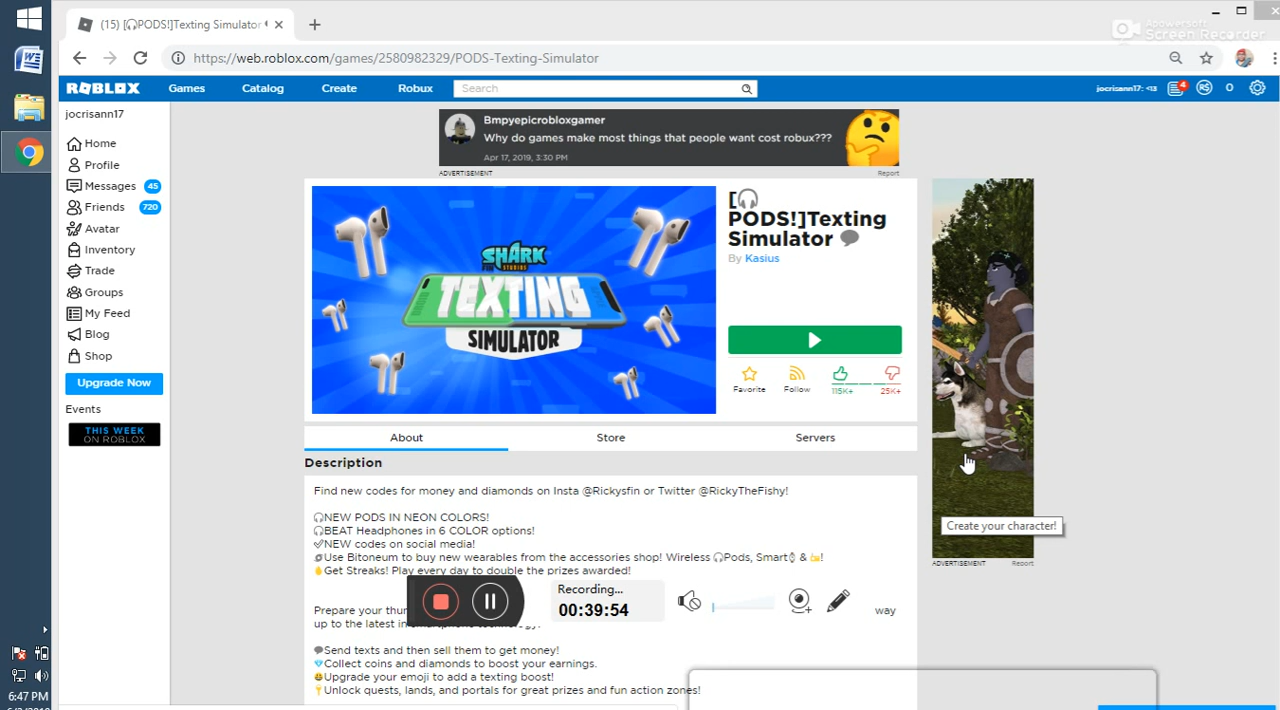 (15) [🎧PODS!]Texting Simulator
Apowersoft
Screen Recorder
https://web.roblox.com/games/2580982329/PODS-Texting-Simulator
ROBLOX
Games
Catalog
Create
Robux
Search
jocrisann17: <13
4
R$
0
jocrisann17
Home
Profile
Messages 45
Friends 720
Avatar
Inventory
Trade
Groups
My Feed
Blog
Shop
Upgrade Now
Events
THIS WEEK
ON ROBLOX
Bmpyepicrobloxgamer
Why do games make most things that people want cost robux???
Apr 17, 2019, 3:30 PM
ADVERTISEMENT
Report
SHARK
FIN STUDIOS
TEXTING
SIMULATOR
[🎧
PODS!]Texting
Simulator 💬
By Kasius
Favorite
Follow
115K+
25K+
About
Store
Servers
Description
Find new codes for money and diamonds on Insta @Rickysfin or Twitter @RickyTheFishy!
🎧NEW PODS IN NEON COLORS!
🎧BEAT Headphones in 6 COLOR options!
✅NEW codes on social media!
Use Bitoneum to buy new wearables from the accessories shop! Wireless 🎧Pods, Smart⌚ & !
get Streaks! Play every day to double the prizes awarded!
Prepare your thu
way
up to the latest in
💬Send texts and then sell them to get money!
💎Collect coins and diamonds to boost your earnings.
😃Upgrade your emoji to add a texting boost!
Unlock quests, lands, and portals for great prizes and fun action zones!
Recording...
00:39:54
Create your character!
ADVERTISEMENT
Report
6:47 PM